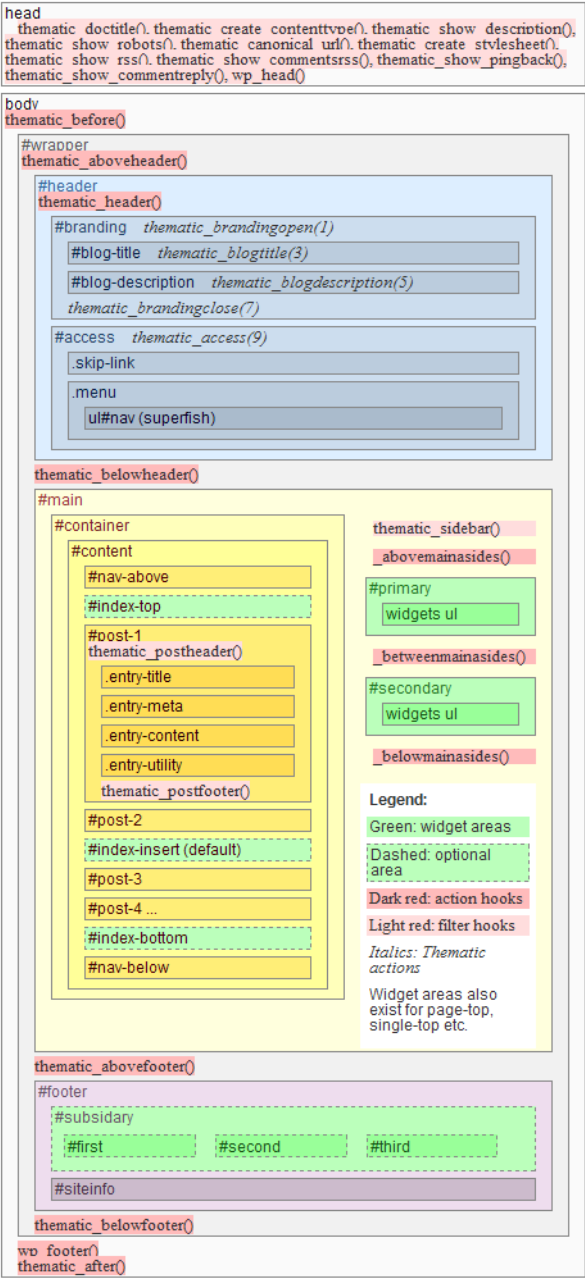 head
thematic_doctitle(), thematic_create_contenttype(), thematic_show_description(),
thematic_show_robots(), thematic_canonical_url(), thematic_create_stylesheet(),
thematic_show_rss(), thematic_show_commentsrss(), thematic_show_pingback(),
thematic_show_commentreply(), wp_head()
body
thematic_before()
#wrapper
thematic_aboveheader()
#header
thematic_header()
#branding thematic_brandingopen(1)
#blog-title thematic_blogtitle(3)
#blog-description thematic_blogdescription(5)
thematic_brandingclose(7)
#access thematic_access(9)
.skip-link
.menu
ul#nav (superfish)
thematic_belowheader()
#main
#container
#content
#nav-above
#index-top
#post-1
thematic_postheader()
.entry-title
.entry-meta
.entry-content
.entry-utility
thematic_postfooter()
#post-2
#index-insert (default)
#post-3
#post-4 ...
#index-bottom
#nav-below
thematic_sidebar()
_abovemainasides()
#primary
widgets ul
_betweenmainasides()
#secondary
widgets ul
_belowmainasides()
Legend:
Green: widget areas
Dashed: optional
area
Dark red: action hooks
Light red: filter hooks
Italics: Thematic
actions
Widget areas also
exist for page-top,
single-top etc.
thematic_abovefooter()
#footer
#subsidary
#first #second #third
#siteinfo
thematic_belowfooter()
wp_footer()
thematic_after()